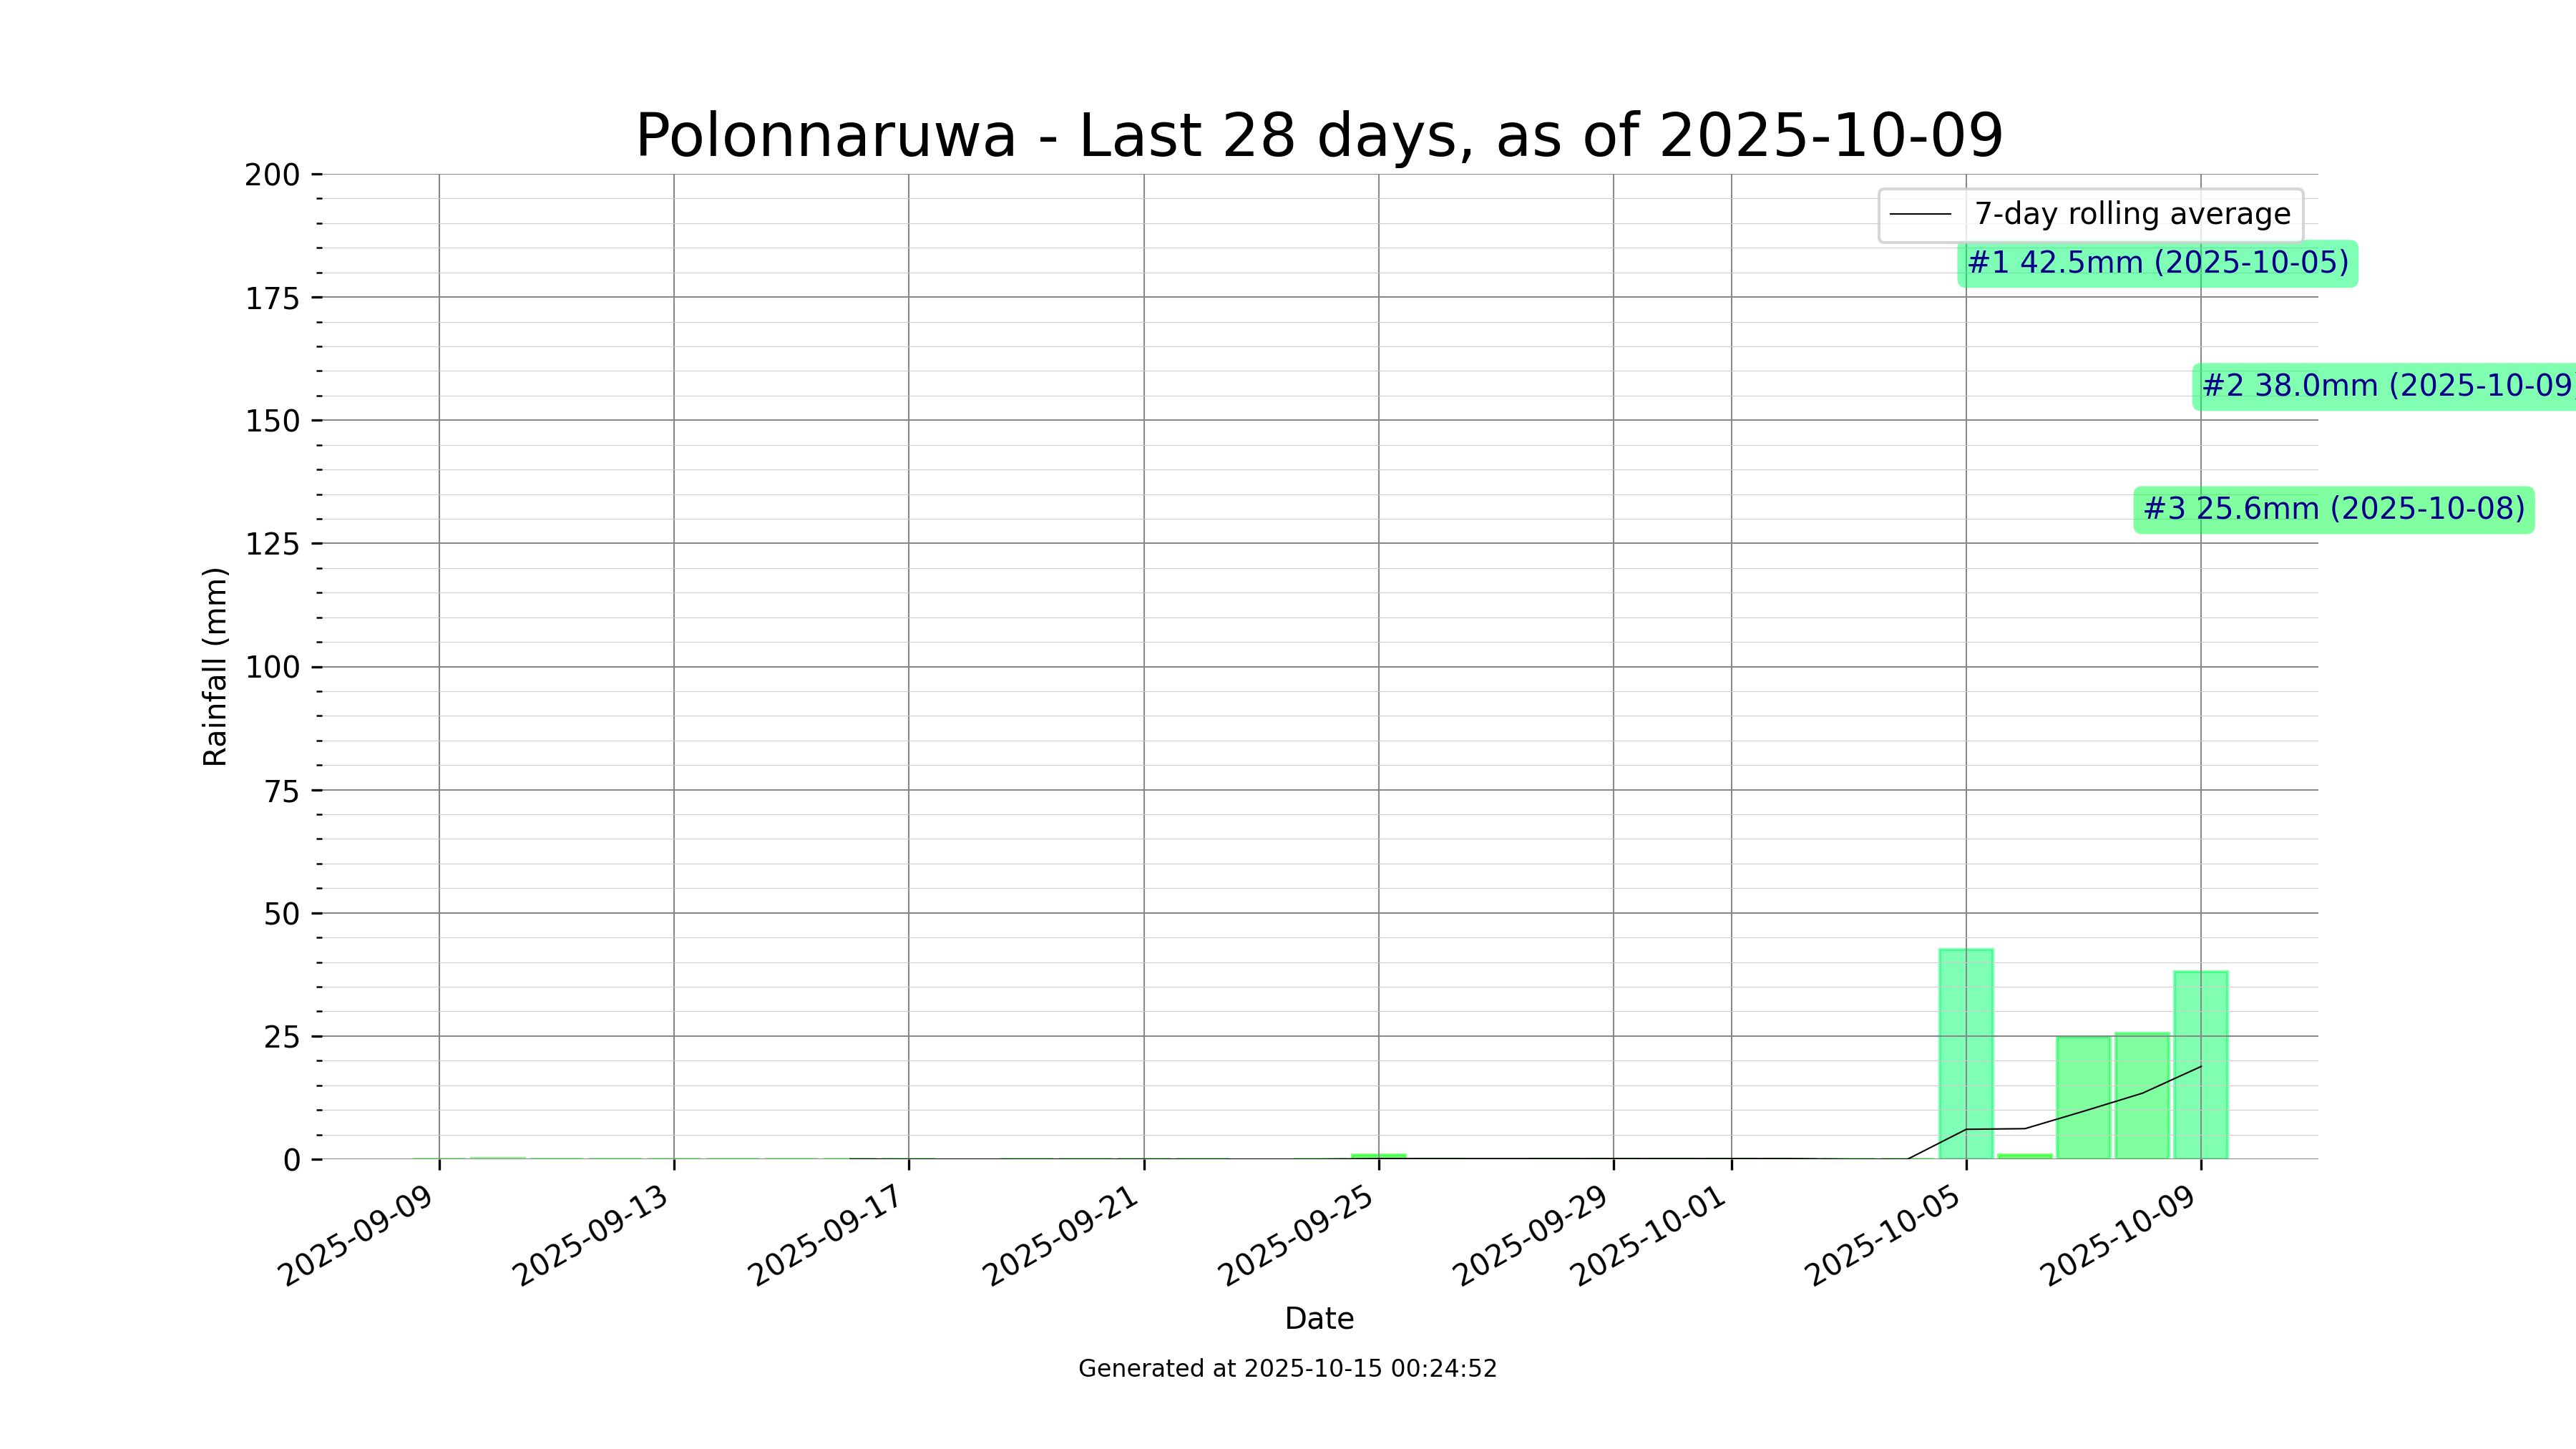 Polonnaruwa - Last 28 days, as of 2025-10-09
200
175
150
125
100
75
50
25
0
Rainfall (mm)
7-day rolling average
#1 42.5mm (2025-10-05)
#2 38.0mm (2025-10-09)
#3 25.6mm (2025-10-08)
2025-09-09
2025-09-13
2025-09-17
2025-09-21
2025-09-25
2025-09-29
2025-10-01
2025-10-05
2025-10-09
Date
Generated at 2025-10-15 00:24:52